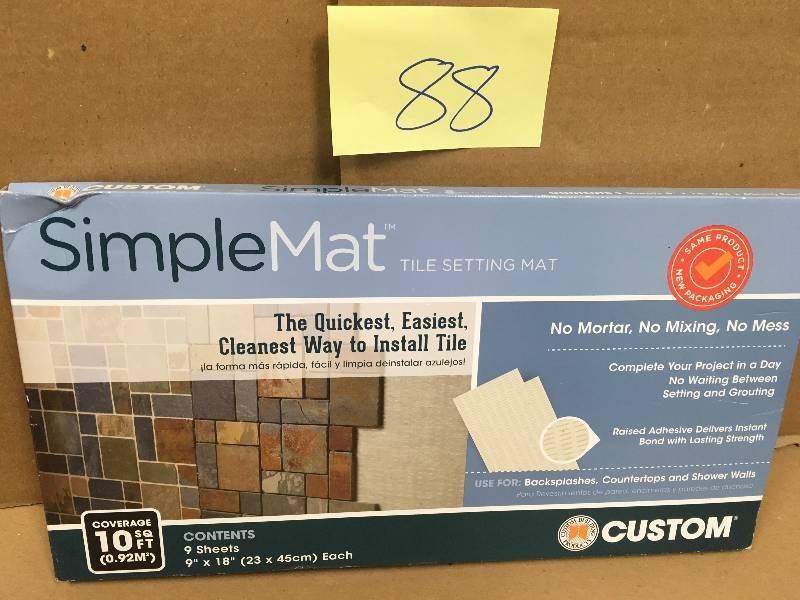 88
CUSTOM
SimpleMat
SimpleMat™
TILE SETTING MAT
SAME PRODUCT
NEW PACKAGING
The Quickest, Easiest,
Cleanest Way to Install Tile
¡la forma más rápida, fácil y limpia deinstalar azulejos!
No Mortar, No Mixing, No Mess
Complete Your Project in a Day
No Waiting Between
Setting and Grouting
Raised Adhesive Delivers Instant
Bond with Lasting Strength
USE FOR: Backsplashes, Countertops and Shower Walls
COVERAGE
10 SQ FT
(0.92M²)
CONTENTS
9 Sheets
9" x 18" (23 x 45cm) Each
CUSTOM BUILDING PRODUCTS
CUSTOM®